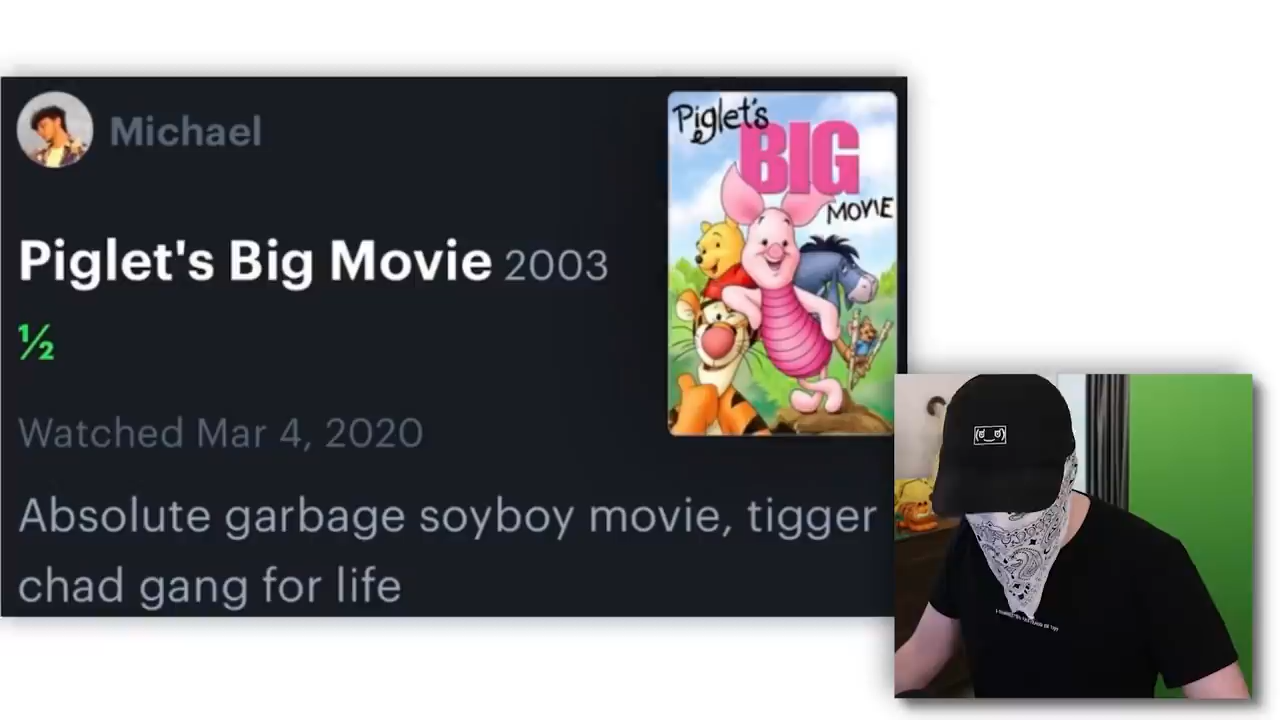 Michael
Piglet's
BIG
MOVIE
Piglet's Big Movie 2003
½
Watched Mar 4, 2020
Absolute garbage soyboy movie, tigger
chad gang for life